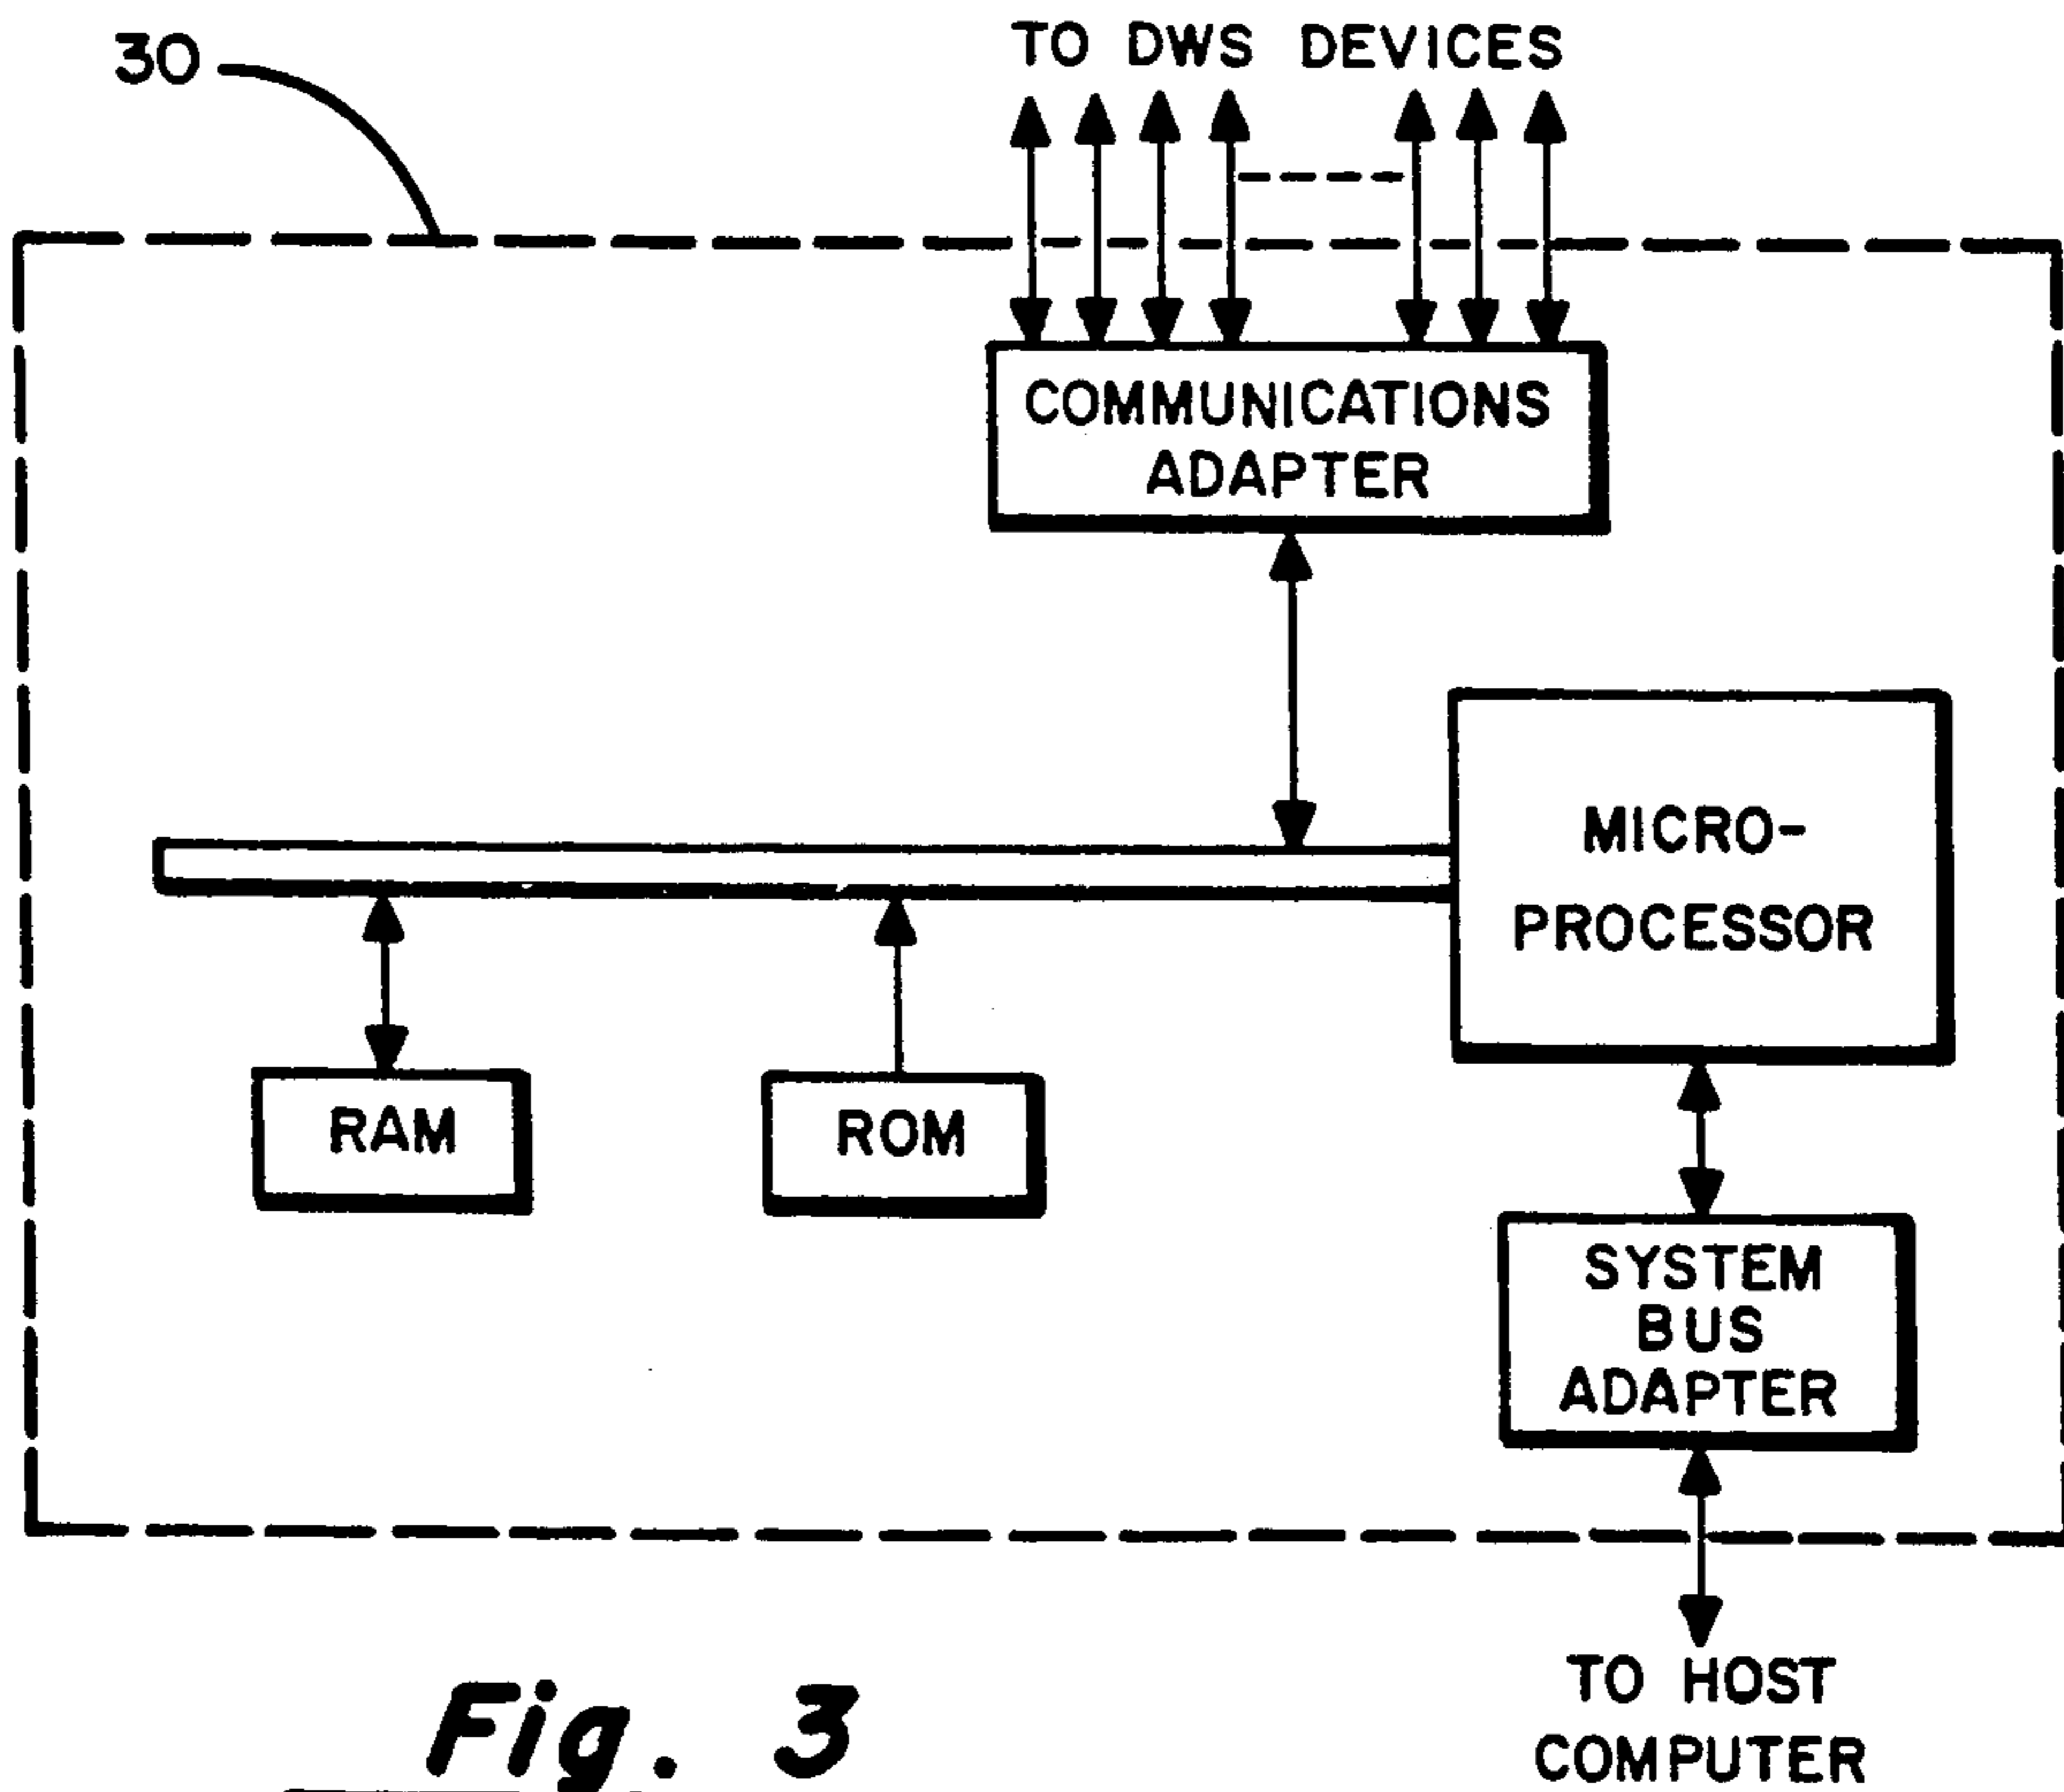 30
TO DWS DEVICES
COMMUNICATIONS
ADAPTER
MICRO-
PROCESSOR
RAM
ROM
SYSTEM
BUS
ADAPTER
TO HOST
COMPUTER
Fig. 3